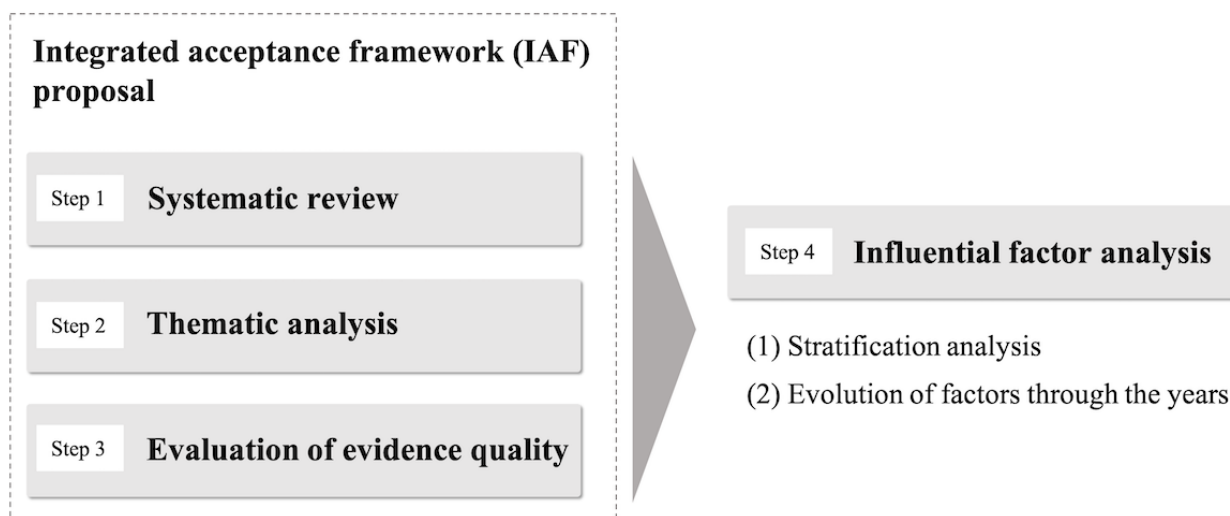 Integrated acceptance framework (IAF)
proposal
Step 1 Systematic review
Step 2 Thematic analysis
Step 3 Evaluation of evidence quality
Step 4 Influential factor analysis
(1) Stratification analysis
(2) Evolution of factors through the years